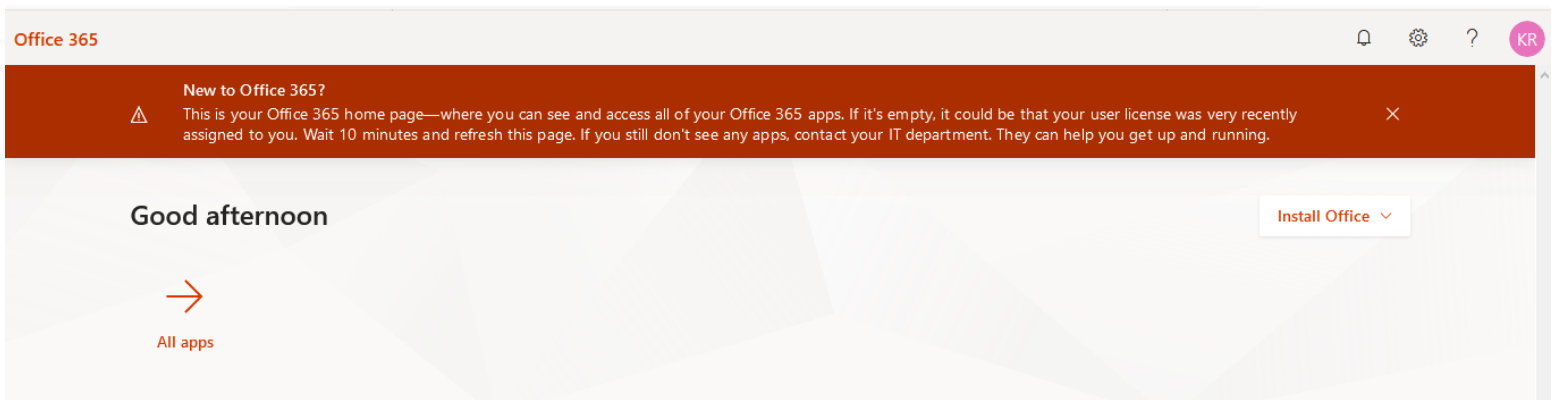 Office 365
KR
New to Office 365?
This is your Office 365 home page—where you can see and access all of your Office 365 apps. If it's empty, it could be that your user license was very recently
assigned to you. Wait 10 minutes and refresh this page. If you still don't see any apps, contact your IT department. They can help you get up and running.
Good afternoon
Install Office
All apps